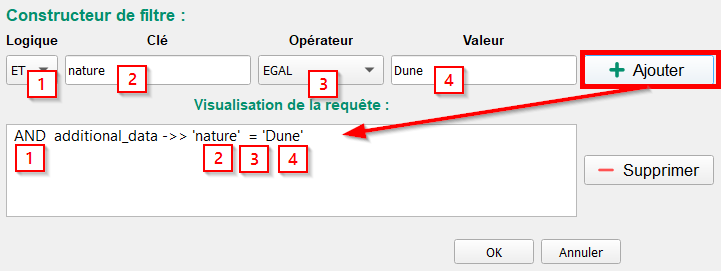 Constructeur de filtre :
Logique Clé Opérateur Valeur
ET nature EGAL Dune Ajouter
1 2 3 4
Visualisation de la requête :
AND additional_data ->> 'nature' = 'Dune'
1 2 3 4
Supprimer
OK Annuler